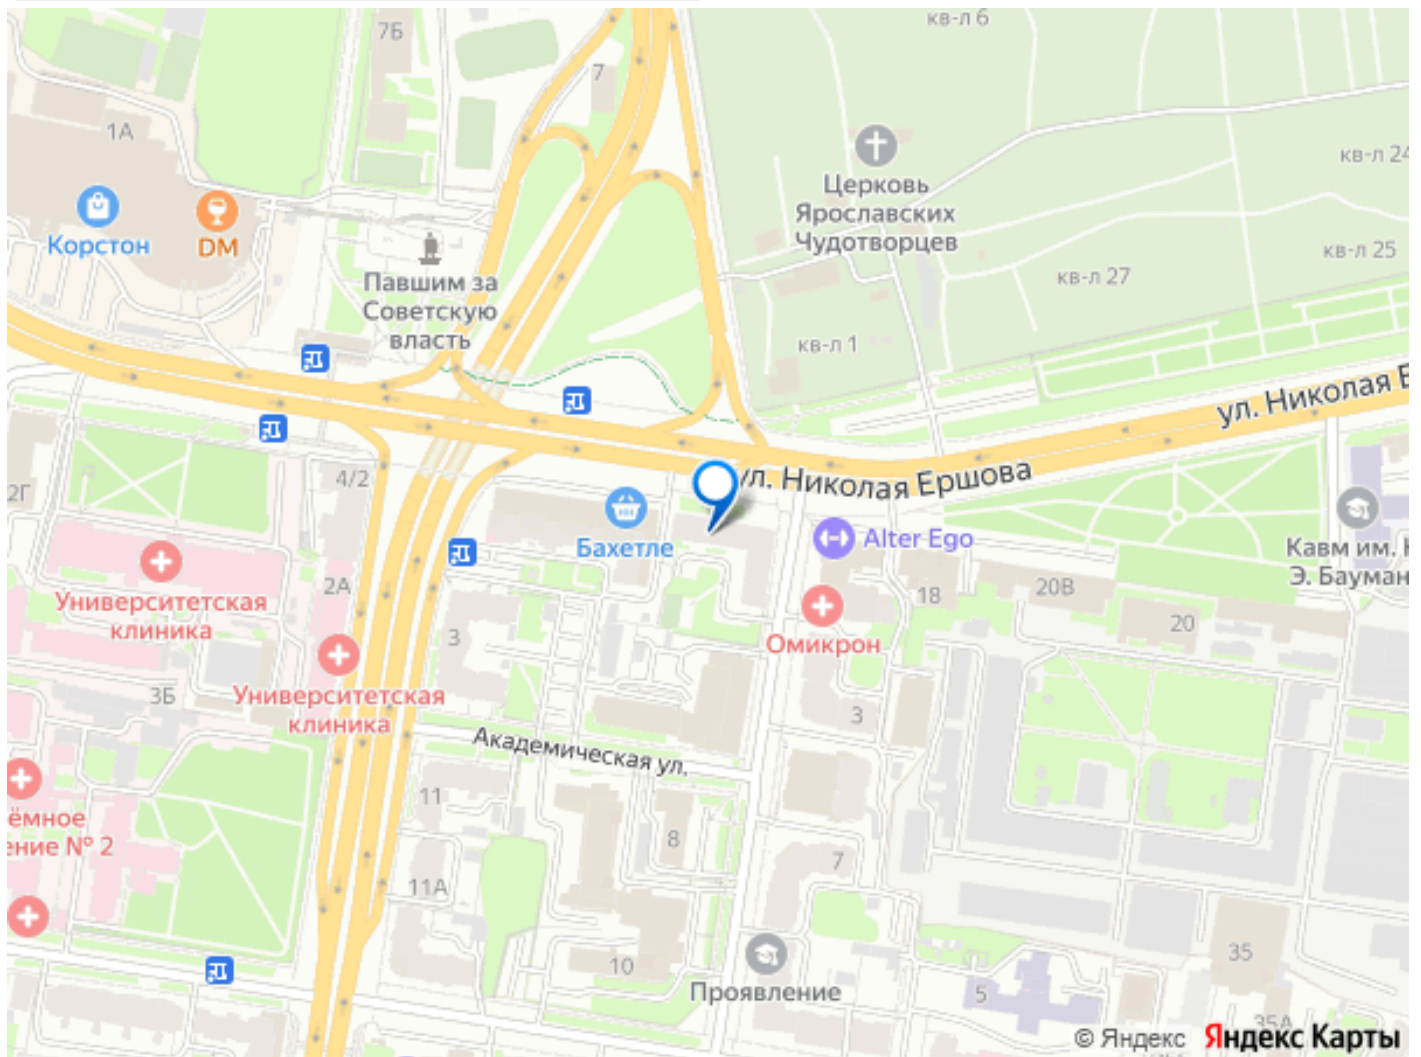 кв-л 6
7Б
7
1А
кв-л 24
Церковь
Ярославских
Чудотворцев
Корстон
DM
кв-л 25
кв-л 27
Павшим за
Советскую
власть
кв-л 1
ул. Николая Е
ул. Николая Ершова
4/2
2Г
Бахетле
Alter Ego
Кавм им. Н
Э. Бауман
2А
18
20В
20
Университетская
клиника
Омикрон
3
3Б
Университетская
клиника
3
Академическая ул.
11
ёмное
ение № 2
8
7
11А
35
10
Проявление
5
35А
© Яндекс Яндекс Карты